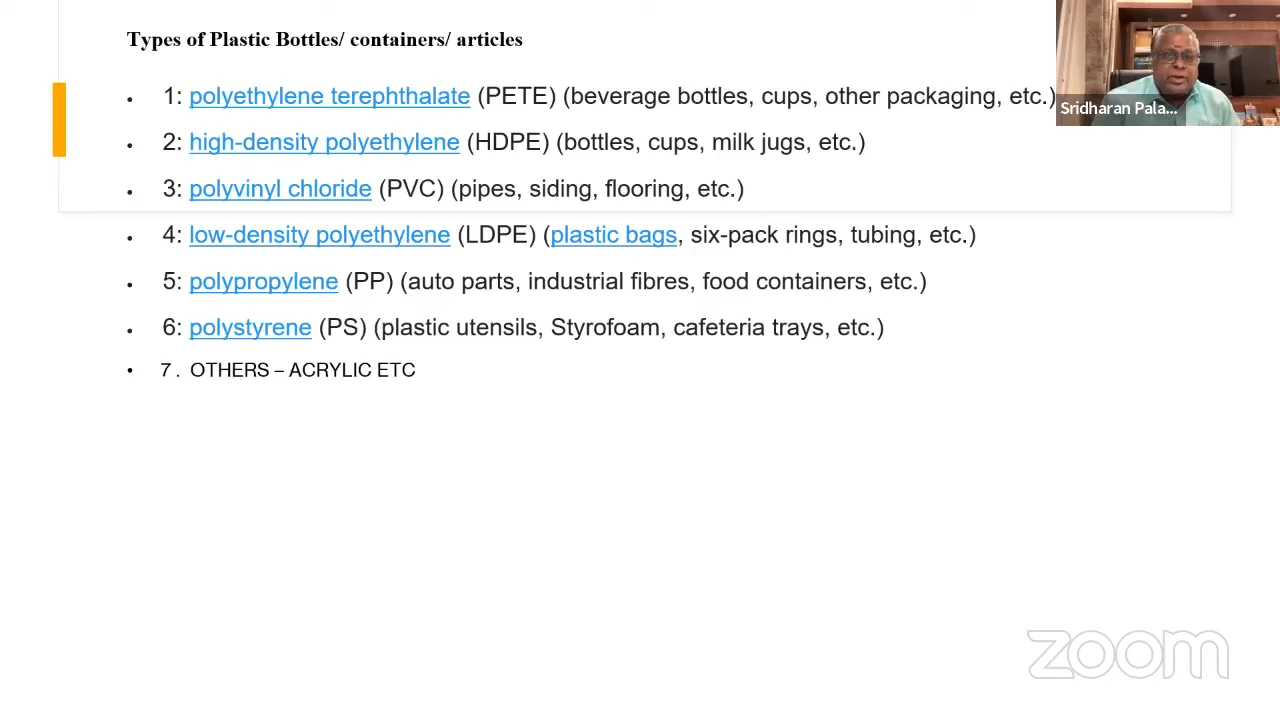 Types of Plastic Bottles/ containers/ articles
• 1: polyethylene terephthalate (PETE) (beverage bottles, cups, other packaging, etc.)
• 2: high-density polyethylene (HDPE) (bottles, cups, milk jugs, etc.)
• 3: polyvinyl chloride (PVC) (pipes, siding, flooring, etc.)
• 4: low-density polyethylene (LDPE) (plastic bags, six-pack rings, tubing, etc.)
• 5: polypropylene (PP) (auto parts, industrial fibres, food containers, etc.)
• 6: polystyrene (PS) (plastic utensils, Styrofoam, cafeteria trays, etc.)
• 7 . OTHERS – ACRYLIC ETC
Sridharan Pala...
zoom